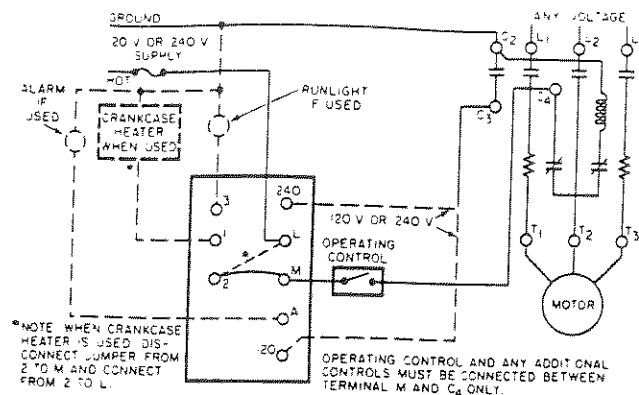 GROUND
20 V OR 240 V
SUPPLY
HOT
ALARM
IF
USED
CRANKCASE
HEATER
WHEN USED
*
RUNLIGHT
F USED
ANY VOLTAGE
C2
L1
L2
L
C3
C4
3
240
1
L
*
2
M
A
20
120 V OR 240 V
OPERATING
CONTROL
T1
T2
T3
MOTOR
*NOTE WHEN CRANKCASE
HEATER IS USED DIS-
CONNECT JUMPER FROM
2 TO M AND CONNECT
FROM 2 TO L.
OPERATING CONTROL AND ANY ADDITIONAL
CONTROLS MUST BE CONNECTED BETWEEN
TERMINAL M AND C4 ONLY.